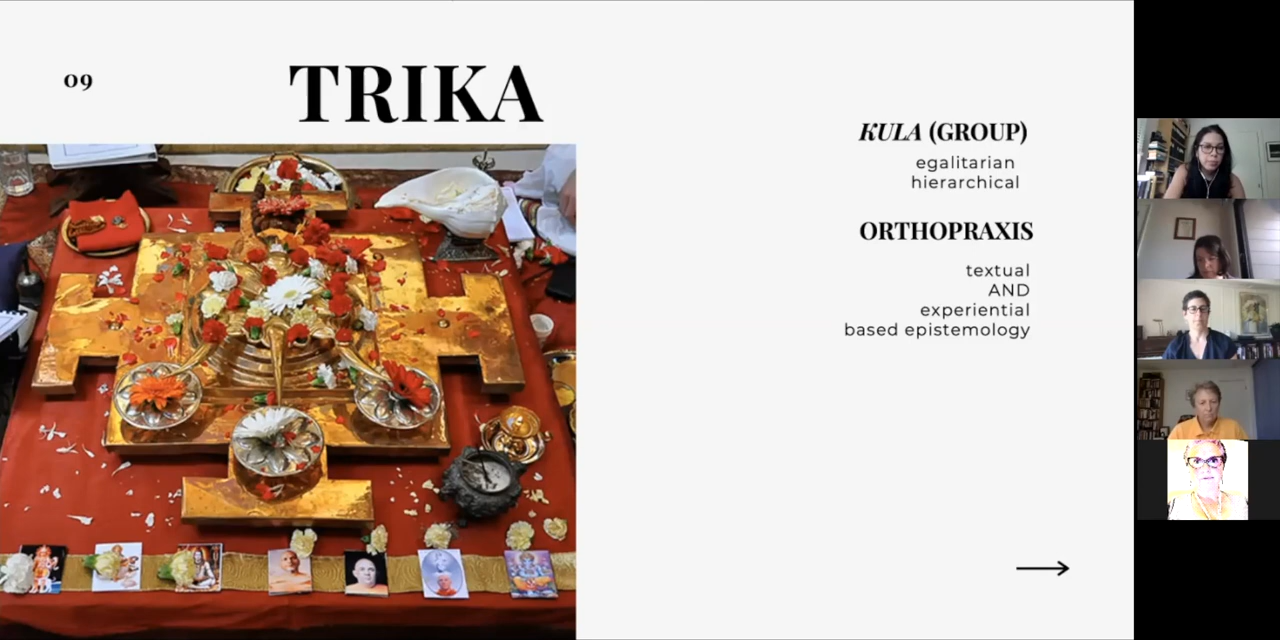 09
TRIKA
KULA (GROUP)
egalitarian
hierarchical
ORTHOPRAXIS
textual
AND
experiential
based epistemology